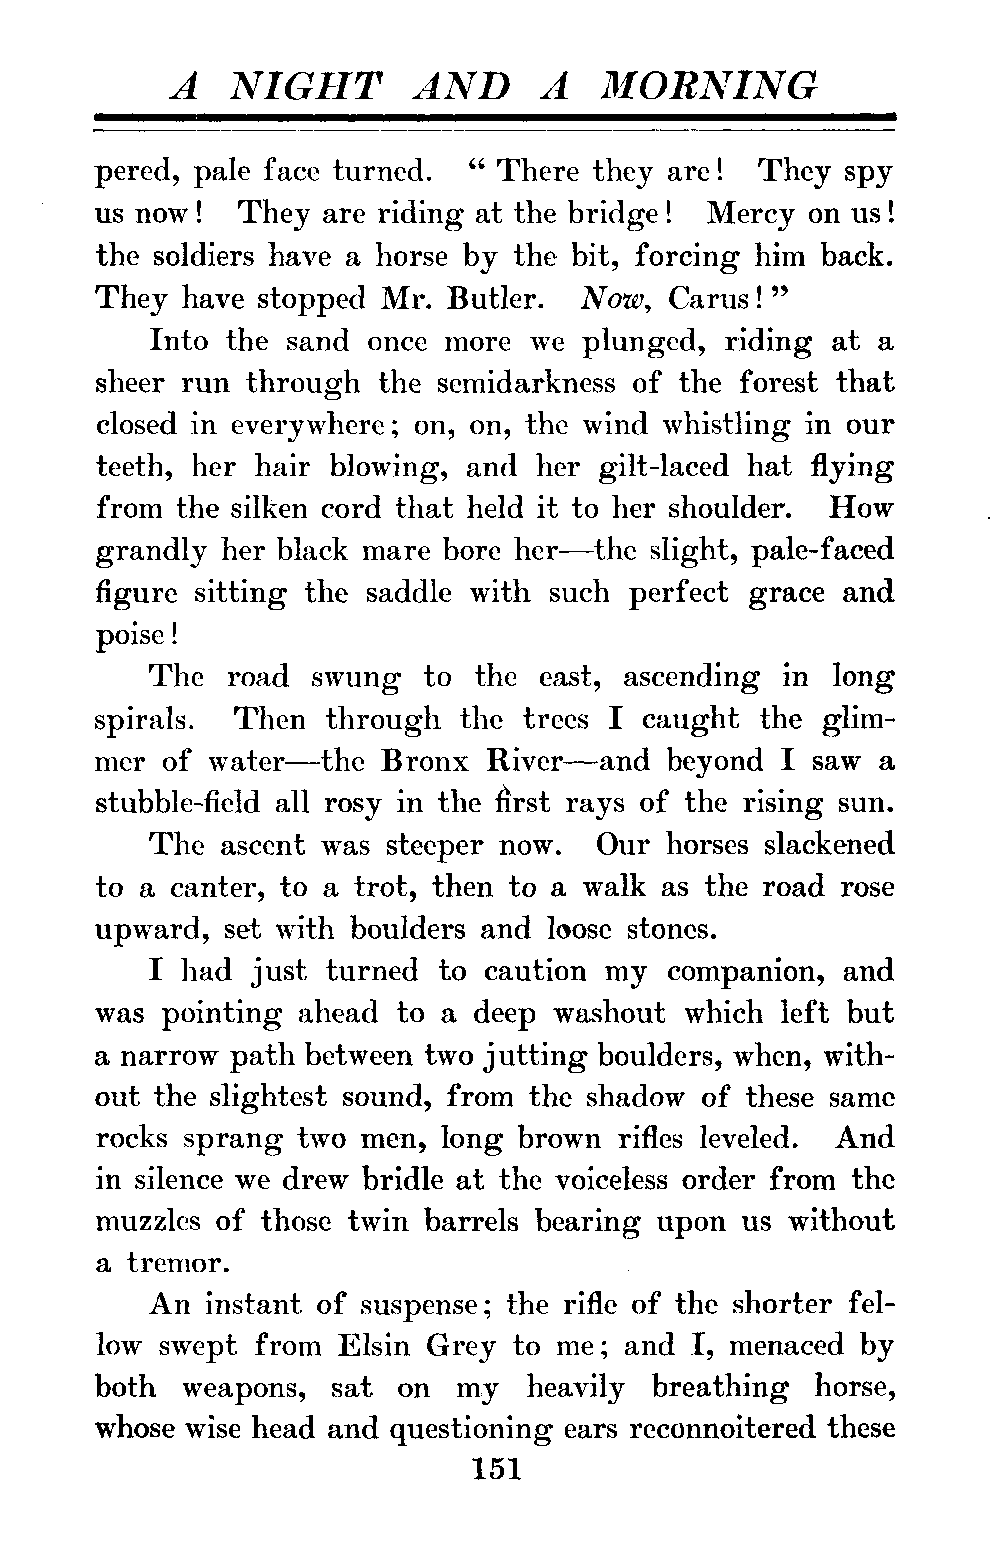 A NIGHT AND A MORNING
pered, pale face turned. “ There they are! They spy
us now! They are riding at the bridge! Mercy on us!
the soldiers have a horse by the bit, forcing him back.
They have stopped Mr. Butler. Now, Carus!”
Into the sand once more we plunged, riding at a
sheer run through the semidarkness of the forest that
closed in everywhere; on, on, the wind whistling in our
teeth, her hair blowing, and her gilt-laced hat flying
from the silken cord that held it to her shoulder. How
grandly her black mare bore her—the slight, pale-faced
figure sitting the saddle with such perfect grace and
poise!
The road swung to the east, ascending in long
spirals. Then through the trees I caught the glim-
mer of water—the Bronx River—and beyond I saw a
stubble-field all rosy in the first rays of the rising sun.
The ascent was steeper now. Our horses slackened
to a canter, to a trot, then to a walk as the road rose
upward, set with boulders and loose stones.
I had just turned to caution my companion, and
was pointing ahead to a deep washout which left but
a narrow path between two jutting boulders, when, with-
out the slightest sound, from the shadow of these same
rocks sprang two men, long brown rifles leveled. And
in silence we drew bridle at the voiceless order from the
muzzles of those twin barrels bearing upon us without
a tremor.
An instant of suspense; the rifle of the shorter fel-
low swept from Elsin Grey to me; and I, menaced by
both weapons, sat on my heavily breathing horse,
whose wise head and questioning ears reconnoitered these
151